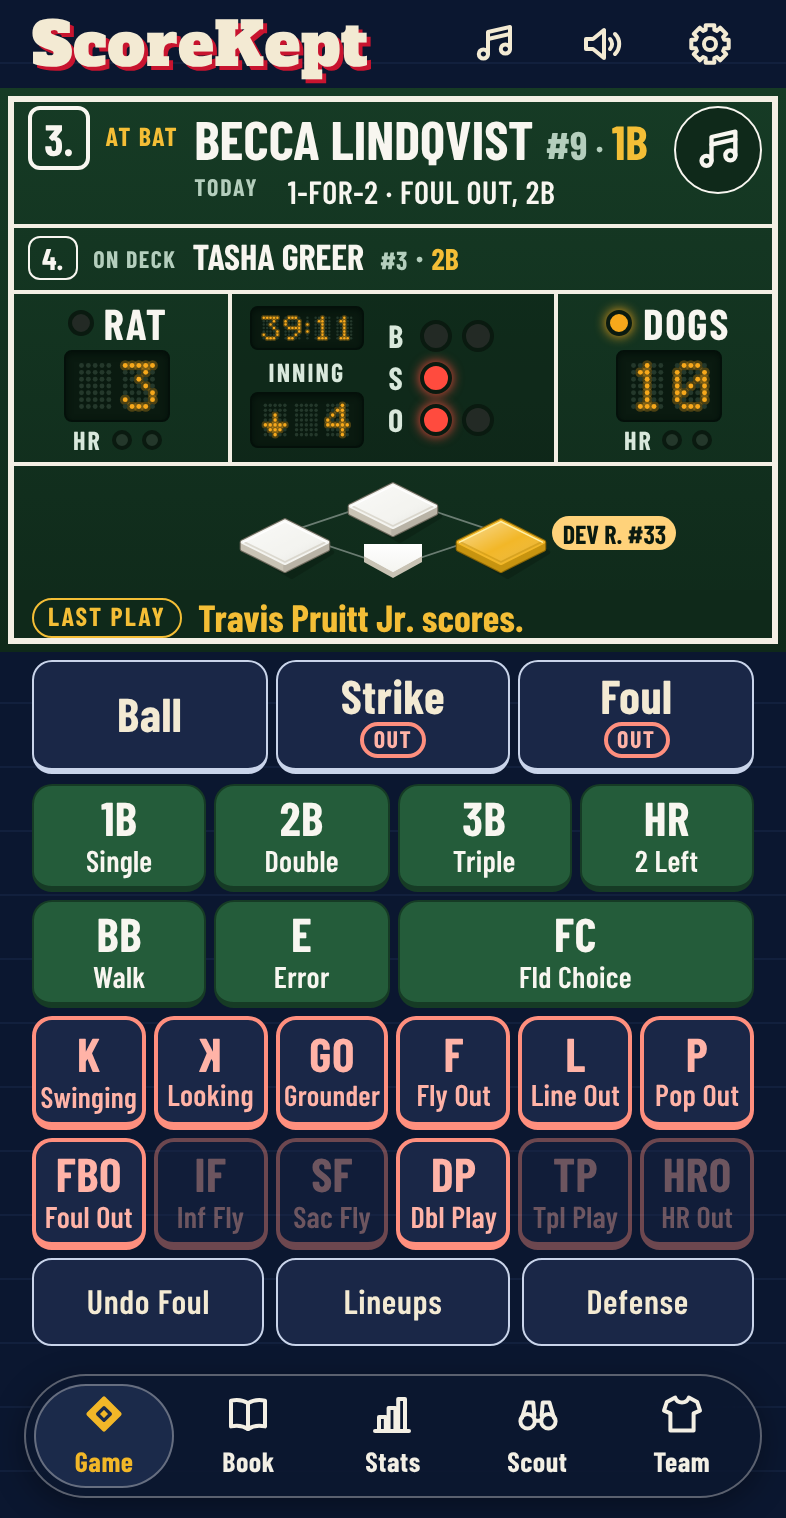 ScoreKept
3. AT BAT BECCA LINDQVIST #9 · 1B
TODAY 1-FOR-2 · FOUL OUT, 2B
4. ON DECK TASHA GREER #3 · 2B
RAT 39:11 B DOGS
3 INNING S 10
HR ↓ 4 O HR
DEV R. #33
LAST PLAY Travis Pruitt Jr. scores.
Ball Strike Foul
OUT OUT
1B 2B 3B HR
Single Double Triple 2 Left
BB E FC
Walk Error Fld Choice
K ꓘ GO F L P
Swinging Looking Grounder Fly Out Line Out Pop Out
FBO IF SF DP TP HRO
Foul Out Inf Fly Sac Fly Dbl Play Tpl Play HR Out
Undo Foul Lineups Defense
Game Book Stats Scout Team